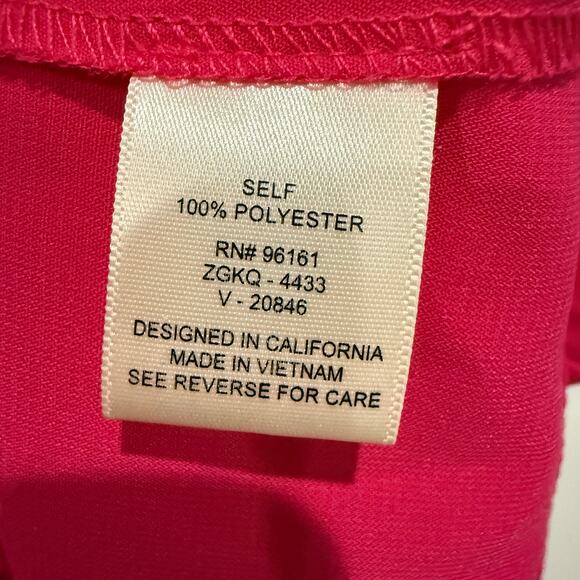 SELF
100% POLYESTER
RN# 96161
ZGKQ - 4433
V - 20846
DESIGNED IN CALIFORNIA
MADE IN VIETNAM
SEE REVERSE FOR CARE